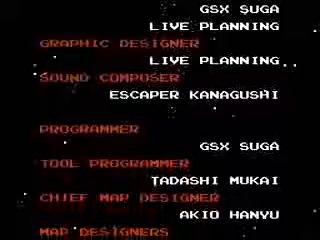 GSX SUGA
LIVE PLANNING
GRAPHIC DESIGNER
LIVE PLANNING
SOUND COMPOSER
ESCAPER KANAGUSHI
PROGRAMMER
GSX SUGA
TOOL PROGRAMMER
TADASHI MUKAI
CHIEF MAP DESIGNER
AKIO HANYU
MAP DESIGNERS